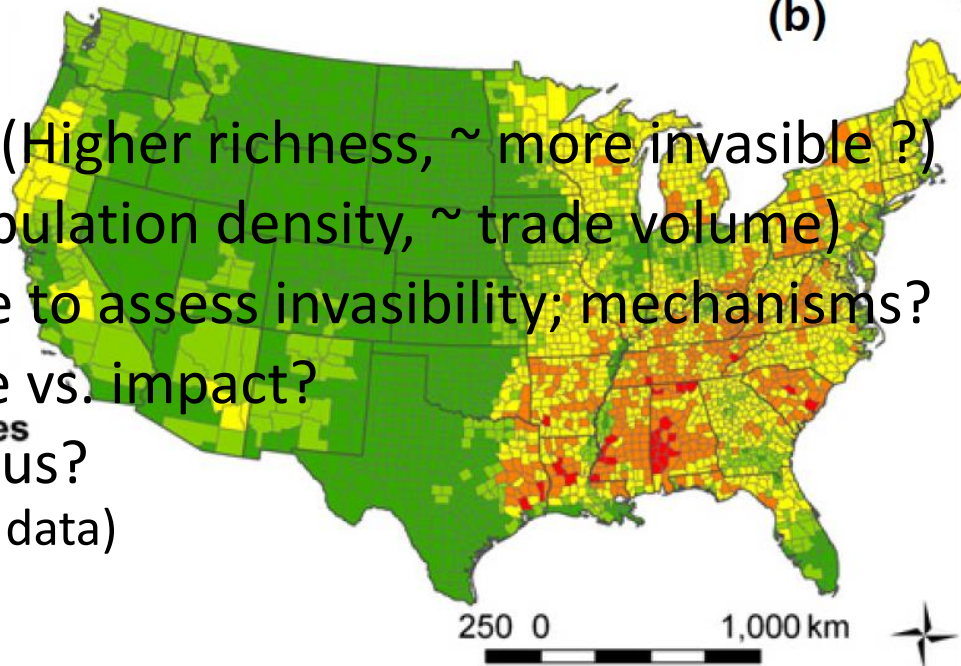 (b)
(Higher richness, ~ more invasible ?)
pulation density, ~ trade volume)
e to assess invasibility; mechanisms?
e vs. impact?
es
us?
data)
250 0 1,000 km